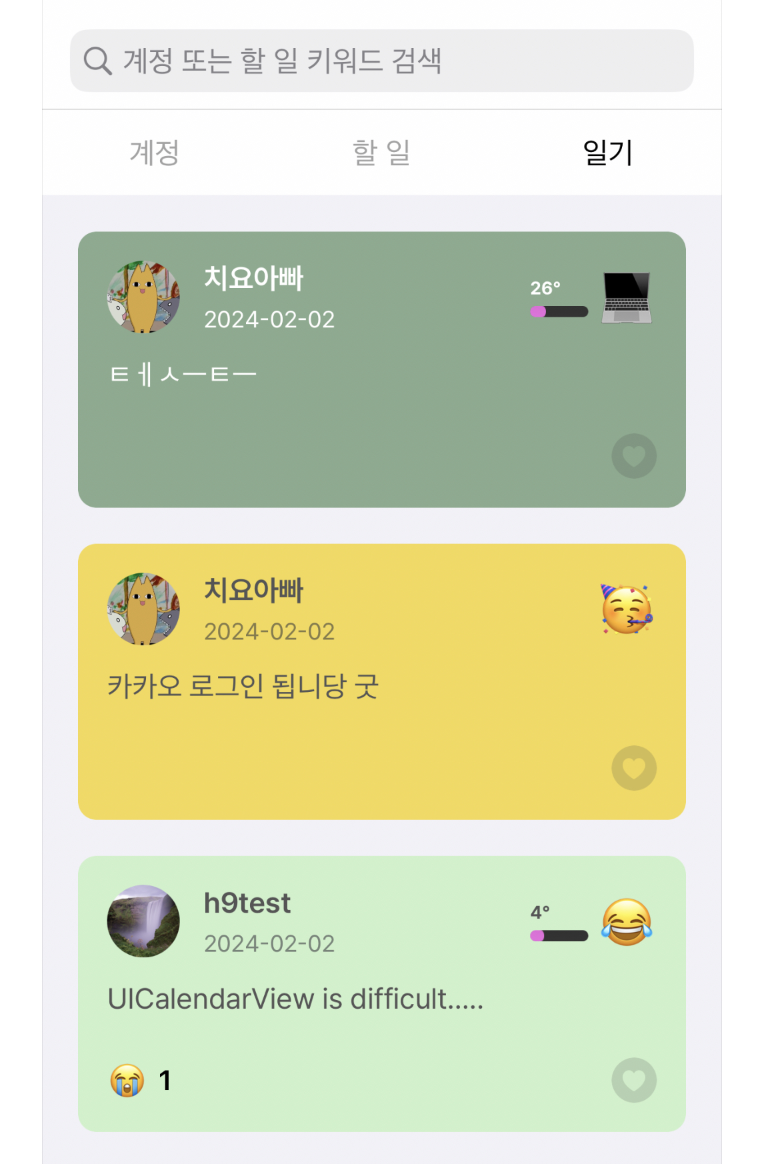 계정 또는 할 일 키워드 검색
계정 할 일 일기
치요아빠
26°
2024-02-02
ㅌㅔㅅㅡㅌㅡ
치요아빠
2024-02-02
카카오 로그인 됩니당 굿
h9test
4°
2024-02-02
UICalendarView is difficult.....
1